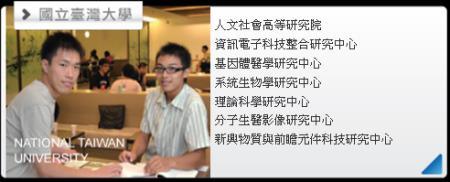 國立臺灣大學
NATIONAL TAIWAN
UNIVERSITY
人文社會高等研究院
資訊電子科技整合研究中心
基因體醫學研究中心
系統生物學研究中心
理論科學研究中心
分子生醫影像研究中心
新興物質與前瞻元件科技研究中心